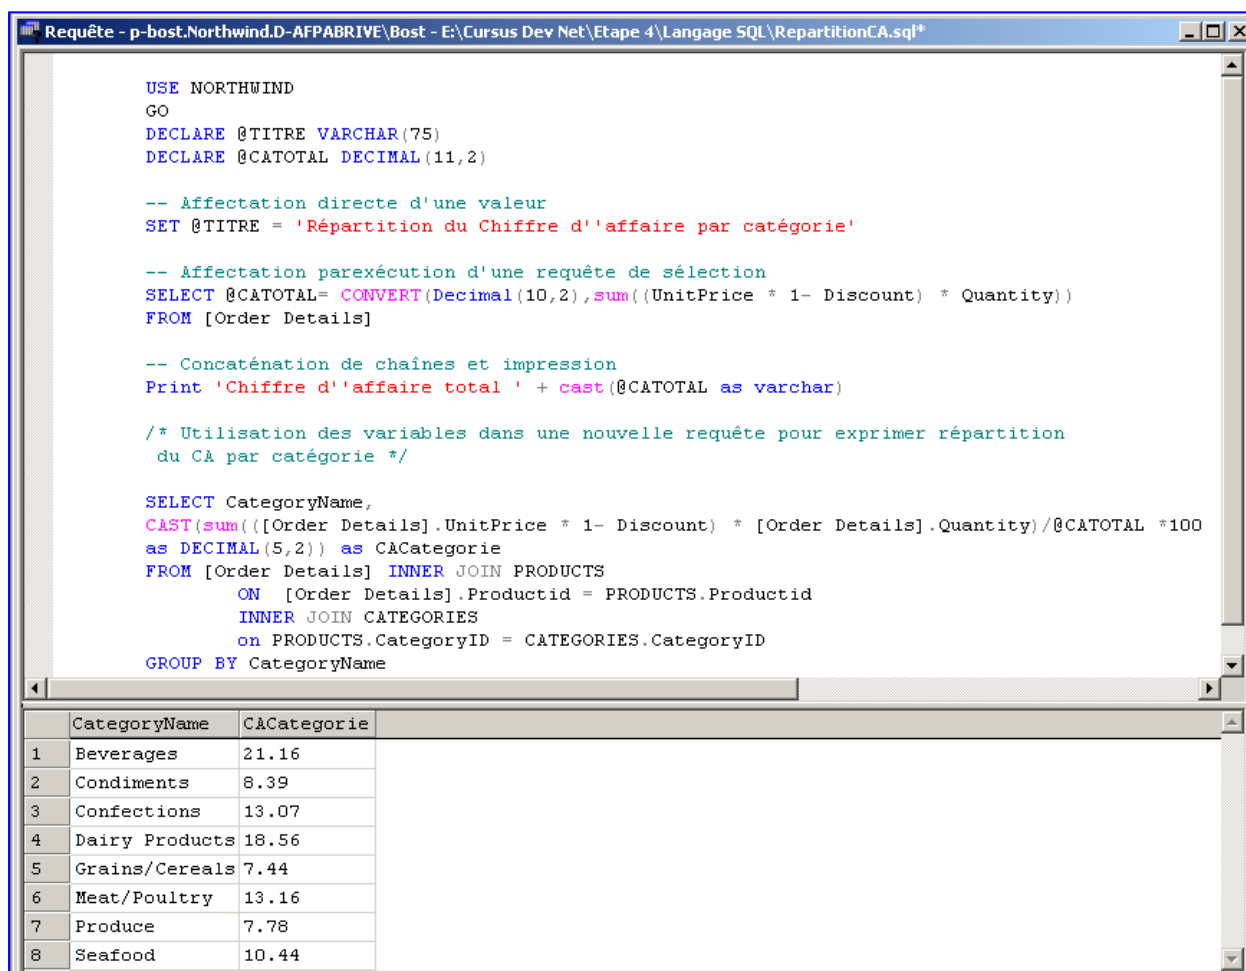 Requête - p-bost.Northwind.D-AFPABRIVE\Bost - E:\Cursus Dev Net\Etape 4\Langage SQL\RepartitionCA.sql*
USE NORTHWIND
GO
DECLARE @TITRE VARCHAR(75)
DECLARE @CATOTAL DECIMAL(11,2)
-- Affectation directe d'une valeur
SET @TITRE = 'Répartition du Chiffre d''affaire par catégorie'
-- Affectation parexécution d'une requête de sélection
SELECT @CATOTAL= CONVERT(Decimal(10,2),sum((UnitPrice * 1- Discount) * Quantity))
FROM [Order Details]
-- Concaténation de chaînes et impression
Print 'Chiffre d''affaire total ' + cast(@CATOTAL as varchar)
/* Utilisation des variables dans une nouvelle requête pour exprimer répartition
du CA par catégorie */
SELECT CategoryName,
CAST(sum(([Order Details].UnitPrice * 1- Discount) * [Order Details].Quantity)/@CATOTAL *100
as DECIMAL(5,2)) as CACategorie
FROM [Order Details] INNER JOIN PRODUCTS
ON [Order Details].Productid = PRODUCTS.Productid
INNER JOIN CATEGORIES
on PRODUCTS.CategoryID = CATEGORIES.CategoryID
GROUP BY CategoryName
CategoryName CACategorie
1 Beverages 21.16
2 Condiments 8.39
3 Confections 13.07
4 Dairy Products 18.56
5 Grains/Cereals 7.44
6 Meat/Poultry 13.16
7 Produce 7.78
8 Seafood 10.44